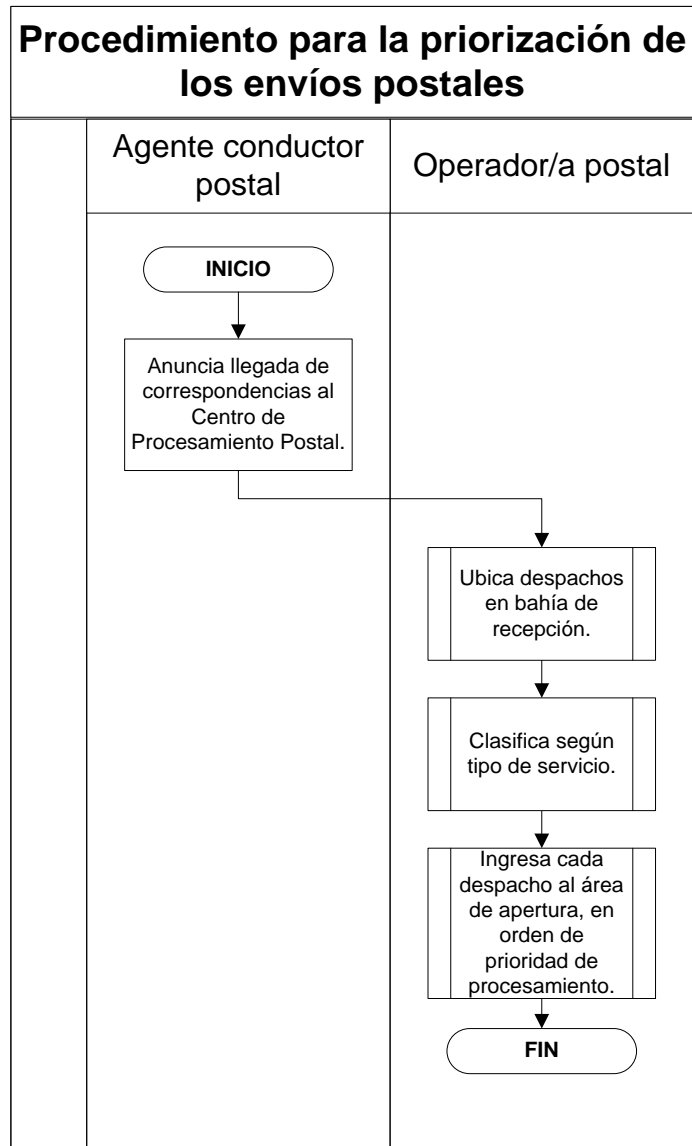 Procedimiento para la priorización de
los envíos postales
Agente conductor
postal
Operador/a postal
INICIO
Anuncia llegada de
correspondencias al
Centro de
Procesamiento Postal.
Ubica despachos
en bahía de
recepción.
Clasifica según
tipo de servicio.
Ingresa cada
despacho al área
de apertura, en
orden de
prioridad de
procesamiento.
FIN